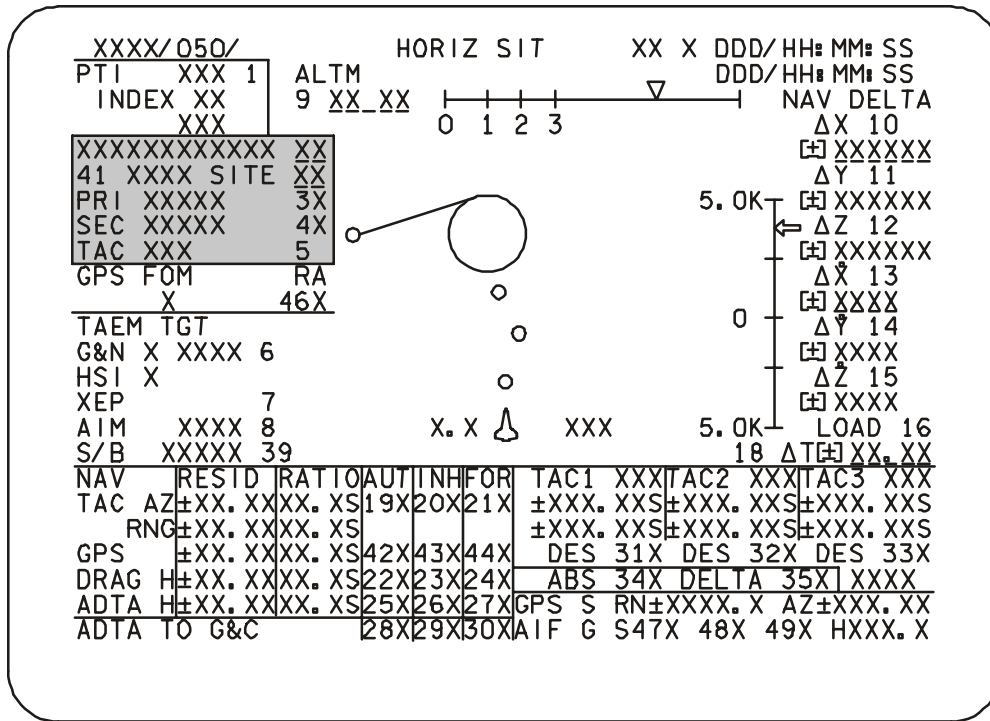 XXXX/050/ HORIZ SIT XX X DDD/HH:MM:SS
PTI XXX 1 ALTM DDD/HH:MM:SS
INDEX XX 9 XX_XX NAV DELTA
XXX 0 1 2 3 ΔX 10
XXXXXXXXXXXX XX [±] XXXXXX
41 XXXX SITE XX ΔY 11
PRI XXXXX 3X 5.0K [±] XXXXXX
SEC XXXXX 4X ΔZ 12
TAC XXX 5 [±] XXXXXX
GPS FOM RA ΔẊ 13
X 46X [±] XXXX
TAEM TGT 0 ΔẎ 14
G&N X XXXX 6 [±] XXXX
HSI X ΔŻ 15
XEP 7 [±] XXXX
AIM XXXX 8 X.X XXX 5.0K LOAD 16
S/B XXXXX 39 18 ΔT[±] XX.XX
NAV RESID RATIO AUT INH FOR TAC1 XXX TAC2 XXX TAC3 XXX
TAC AZ ±XX.XX XX.XS 19X 20X 21X ±XXX.XXS ±XXX.XXS ±XXX.XXS
RNG ±XX.XX XX.XS ±XXX.XXS ±XXX.XXS ±XXX.XXS
GPS ±XX.XX XX.XS 42X 43X 44X DES 31X DES 32X DES 33X
DRAG H ±XX.XX XX.XS 22X 23X 24X ABS 34X DELTA 35X XXXX
ADTA H ±XX.XX XX.XS 25X 26X 27X GPS S RN±XXXX.X AZ±XXX.XX
ADTA TO G&C 28X 29X 30X AIF G S47X 48X 49X HXXX.X